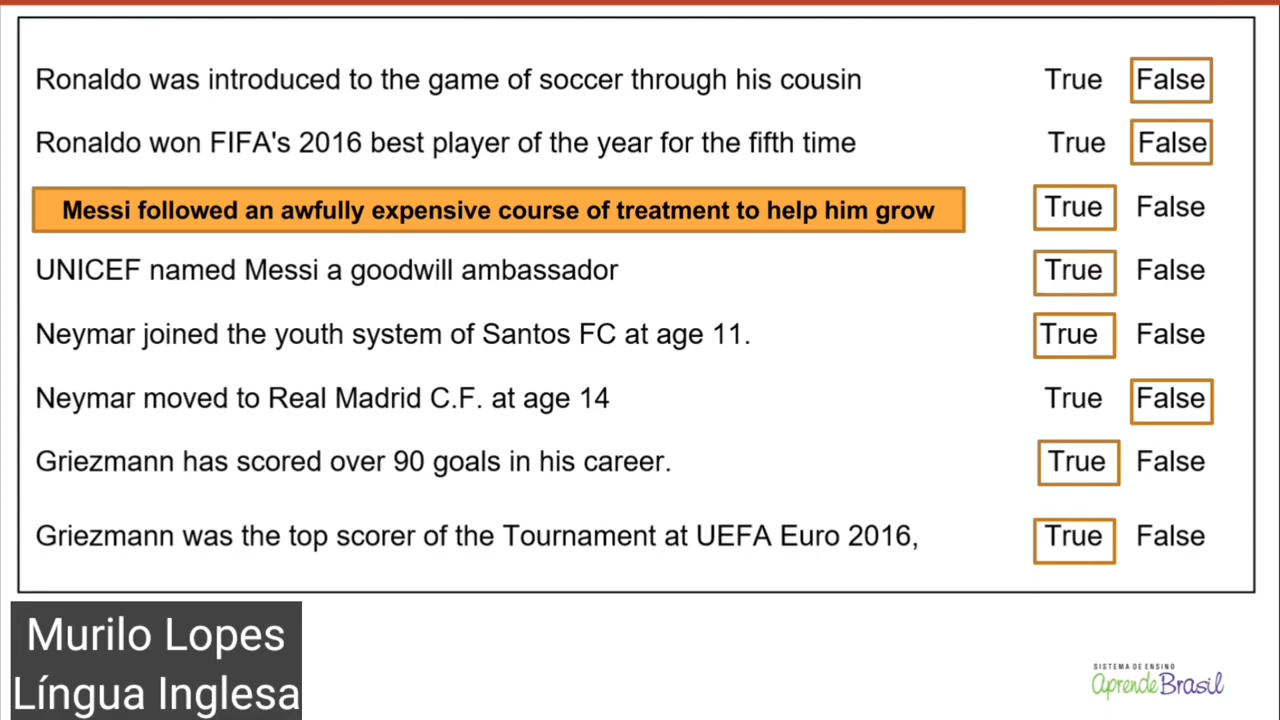 Ronaldo was introduced to the game of soccer through his cousin True False
Ronaldo won FIFA's 2016 best player of the year for the fifth time True False
Messi followed an awfully expensive course of treatment to help him grow True False
UNICEF named Messi a goodwill ambassador True False
Neymar joined the youth system of Santos FC at age 11. True False
Neymar moved to Real Madrid C.F. at age 14 True False
Griezmann has scored over 90 goals in his career. True False
Griezmann was the top scorer of the Tournament at UEFA Euro 2016, True False
Murilo Lopes
Língua Inglesa
SISTEMA DE ENSINO
aprende Brasil